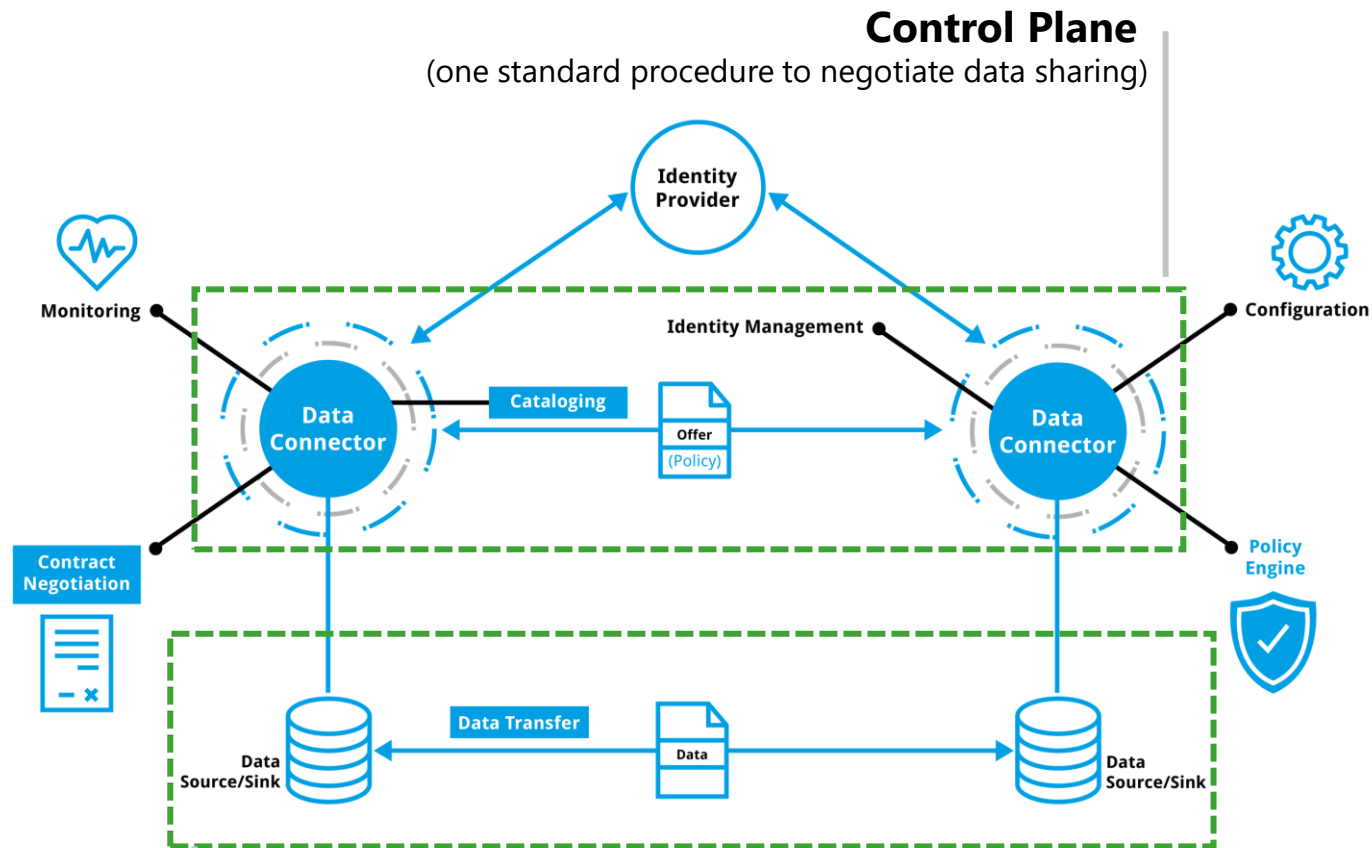 Control Plane
(one standard procedure to negotiate data sharing)
Identity
Provider
Monitoring
Configuration
Identity Management
Data
Connector
Cataloging
Offer
(Policy)
Data
Connector
Contract
Negotiation
Policy
Engine
Data Transfer
Data
Source/Sink
Data
Data
Source/Sink